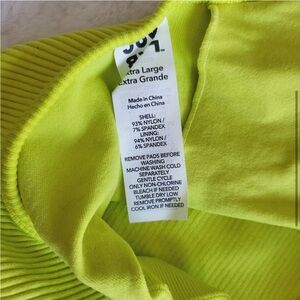 Extra Large
Extra Grande
Made in China
Hecho en China
SHELL:
93% NYLON /
7% SPANDEX
LINING:
94% NYLON /
6% SPANDEX
REMOVE PADS BEFORE
WASHING
MACHINE WASH COLD
SEPARATELY
GENTLE CYCLE
ONLY NON-CHLORINE
BLEACH IF NEEDED
TUMBLE DRY LOW
REMOVE PROMPTLY
COOL IRON IF NEEDED